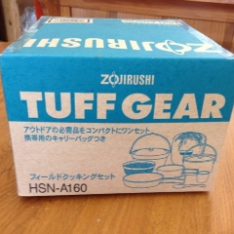 ZOJIRUSHI
ZOJIRUSHI
TUFF GEAR
アウトドアの必需品をコンパクトにワンセット
携帯用のキャリーバッグつき
フィールドクッキングセット
HSN-A160